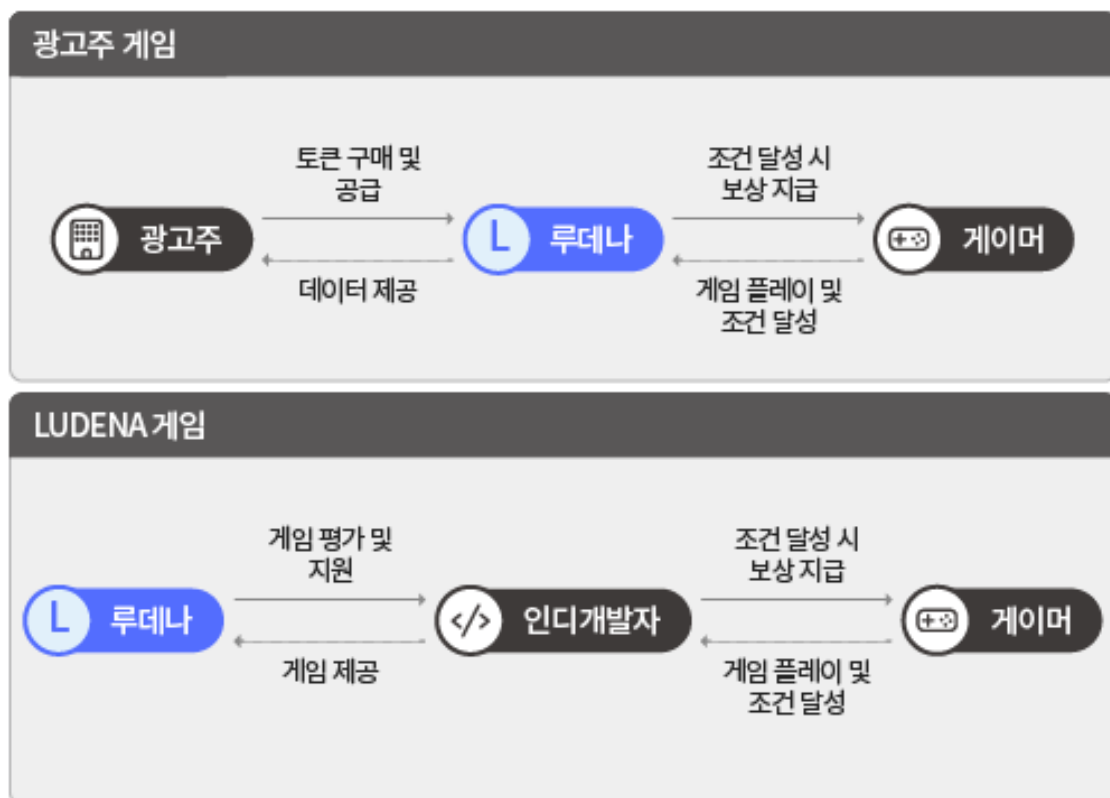 광고주 게임
토큰 구매 및
공급
조건 달성 시
보상 지급
광고주
L 루데나
게이머
데이터 제공
게임 플레이 및
조건 달성
LUDENA 게임
게임 평가 및
지원
조건 달성 시
보상 지급
L 루데나
</> 인디개발자
게이머
게임 제공
게임 플레이 및
조건 달성